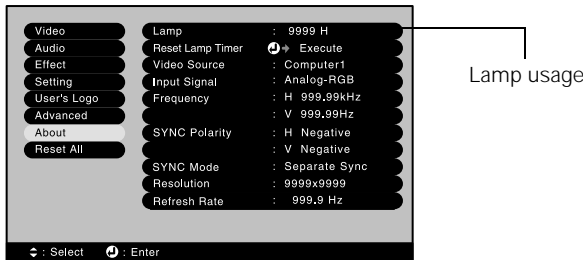 Video
Audio
Effect
Setting
User's Logo
Advanced
About
Reset All
Lamp : 9999 H
Reset Lamp Timer Execute
Video Source : Computer1
Input Signal : Analog-RGB
Frequency : H 999.99kHz
: V 999.99Hz
SYNC Polarity : H Negative
: V Negative
SYNC Mode : Separate Sync
Resolution : 9999x9999
Refresh Rate : 999.9 Hz
: Select : Enter
Lamp usage